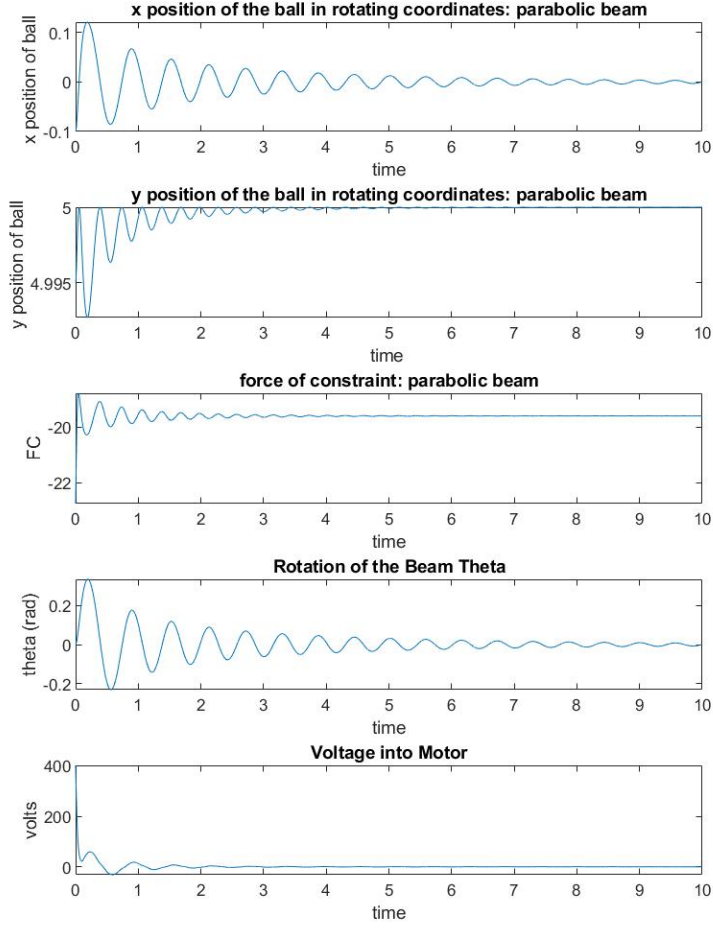 x position of the ball in rotating coordinates: parabolic beam
x position of ball
0.1
0
-0.1
0 1 2 3 4 5 6 7 8 9 10
time
y position of the ball in rotating coordinates: parabolic beam
y position of ball
5
4.995
0 1 2 3 4 5 6 7 8 9 10
time
force of constraint: parabolic beam
FC
-20
-22
0 1 2 3 4 5 6 7 8 9 10
time
Rotation of the Beam Theta
theta (rad)
0.2
0
-0.2
0 1 2 3 4 5 6 7 8 9 10
time
Voltage into Motor
volts
400
200
0
0 1 2 3 4 5 6 7 8 9 10
time